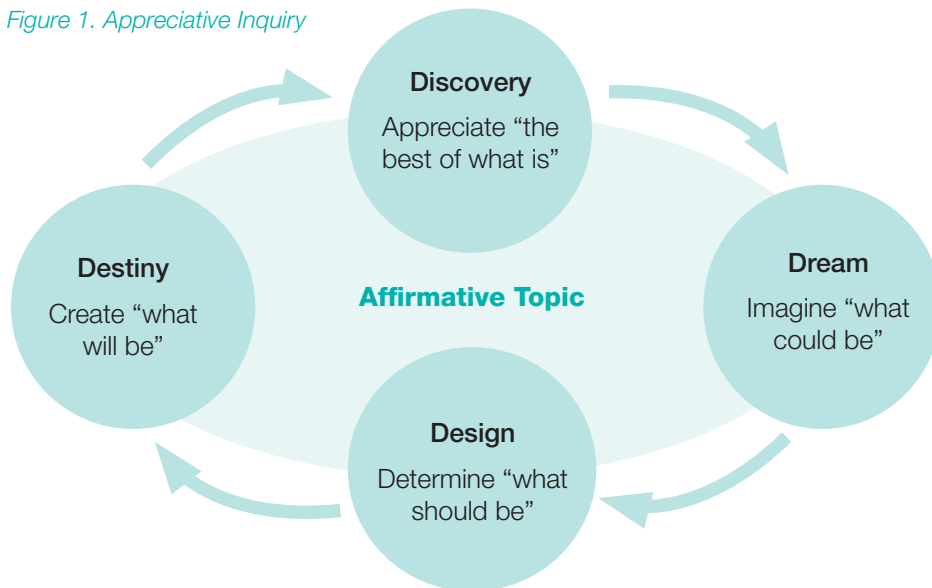 Figure 1. Appreciative Inquiry
Discovery
Appreciate “the
best of what is”
Destiny
Create “what
will be”
Affirmative Topic
Dream
Imagine “what
could be”
Design
Determine “what
should be”